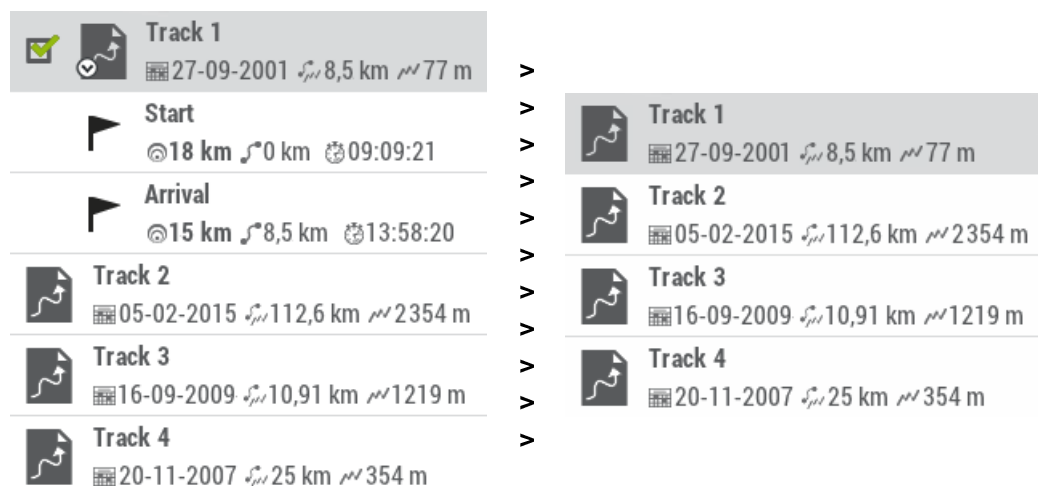 Track 1
27-09-2001 8,5 km 77 m
Start
18 km 0 km 09:09:21
Arrival
15 km 8,5 km 13:58:20
Track 2
05-02-2015 112,6 km 2354 m
Track 3
16-09-2009 10,91 km 1219 m
Track 4
20-11-2007 25 km 354 m
>
>
>
>
>
>
>
>
>
>
>
Track 1
27-09-2001 8,5 km 77 m
Track 2
05-02-2015 112,6 km 2354 m
Track 3
16-09-2009 10,91 km 1219 m
Track 4
20-11-2007 25 km 354 m